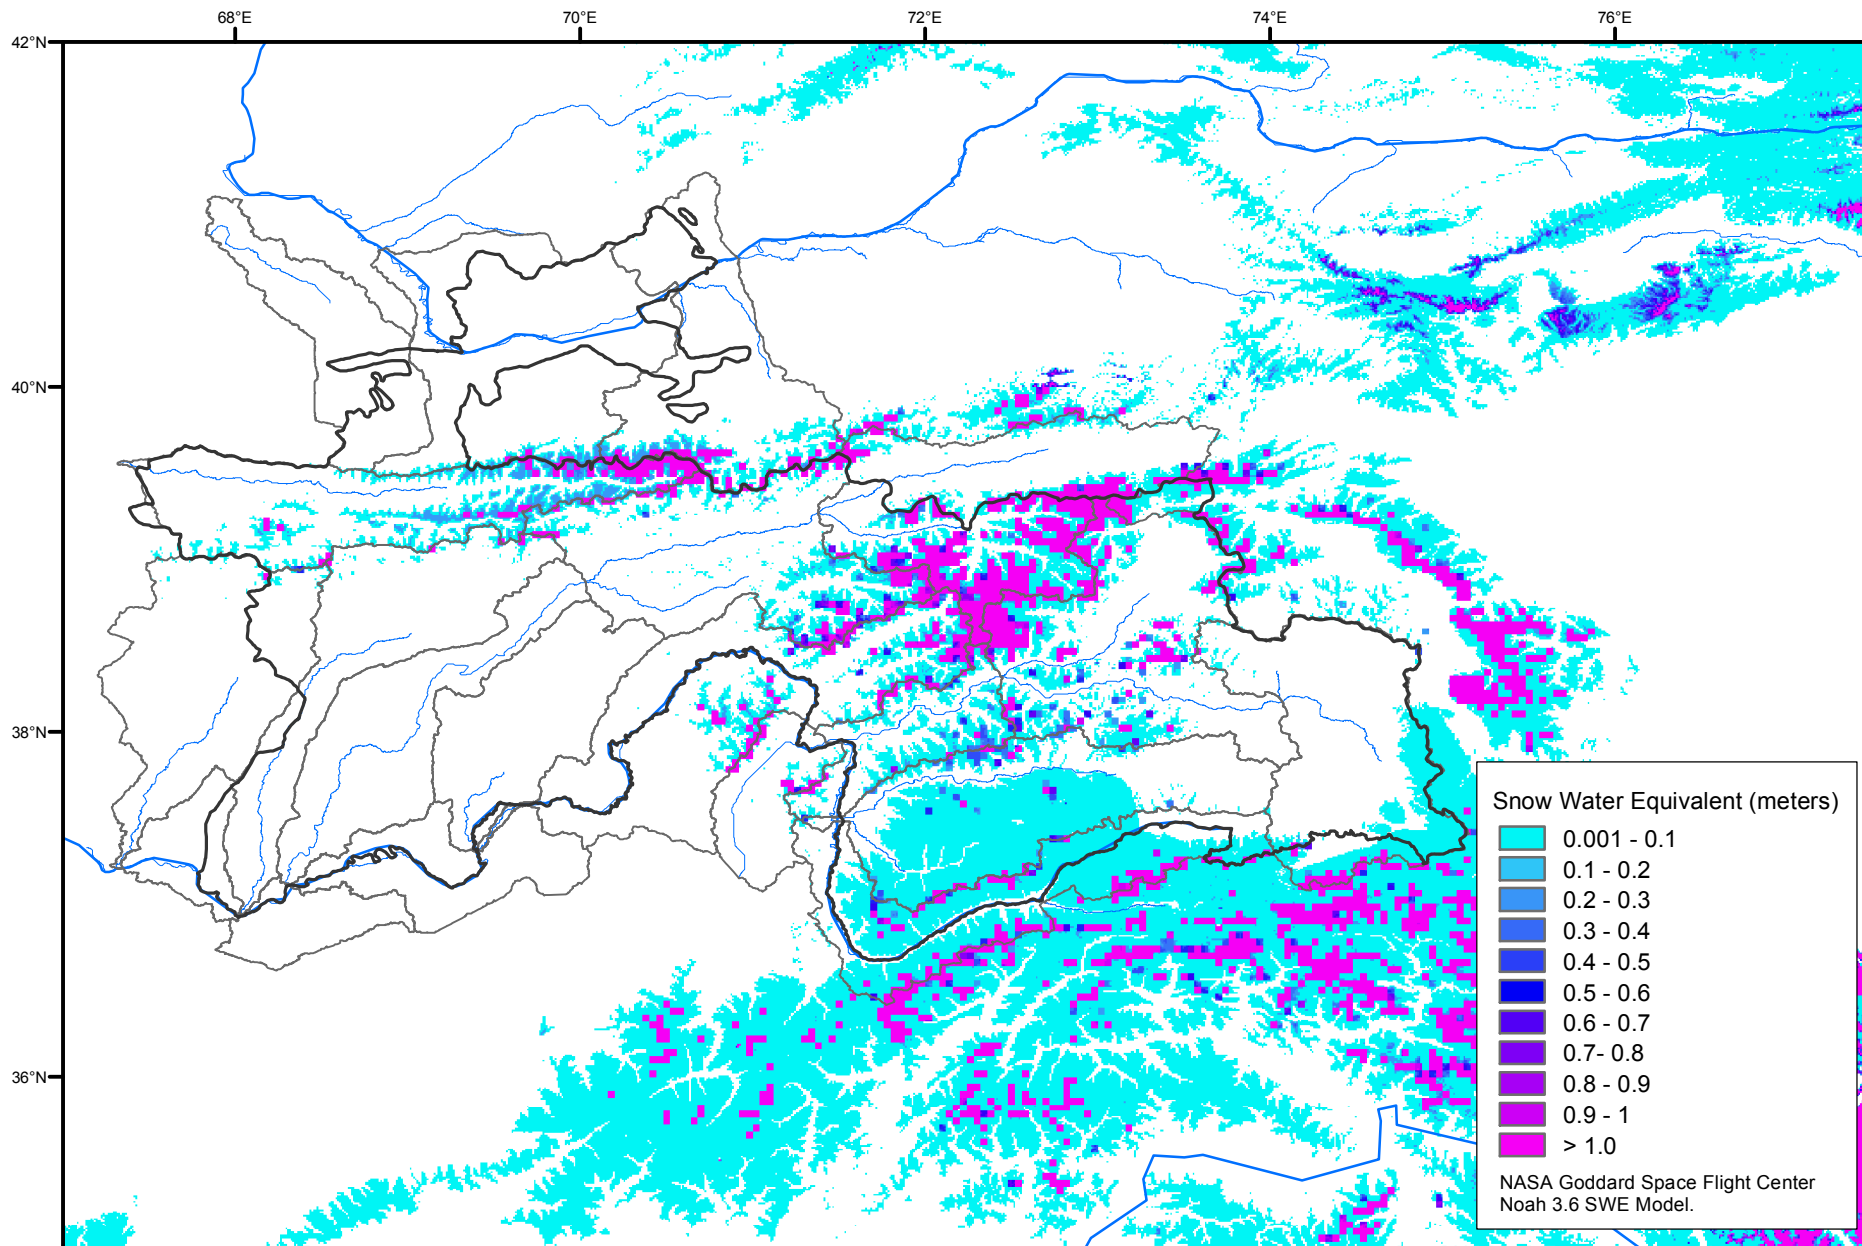 68°E
70°E
72°E
74°E
76°E
42°N
40°N
38°N
36°N
Snow Water Equivalent (meters)
0.001 - 0.1
0.1 - 0.2
0.2 - 0.3
0.3 - 0.4
0.4 - 0.5
0.5 - 0.6
0.6 - 0.7
0.7- 0.8
0.8 - 0.9
0.9 - 1
> 1.0
NASA Goddard Space Flight Center
Noah 3.6 SWE Model.